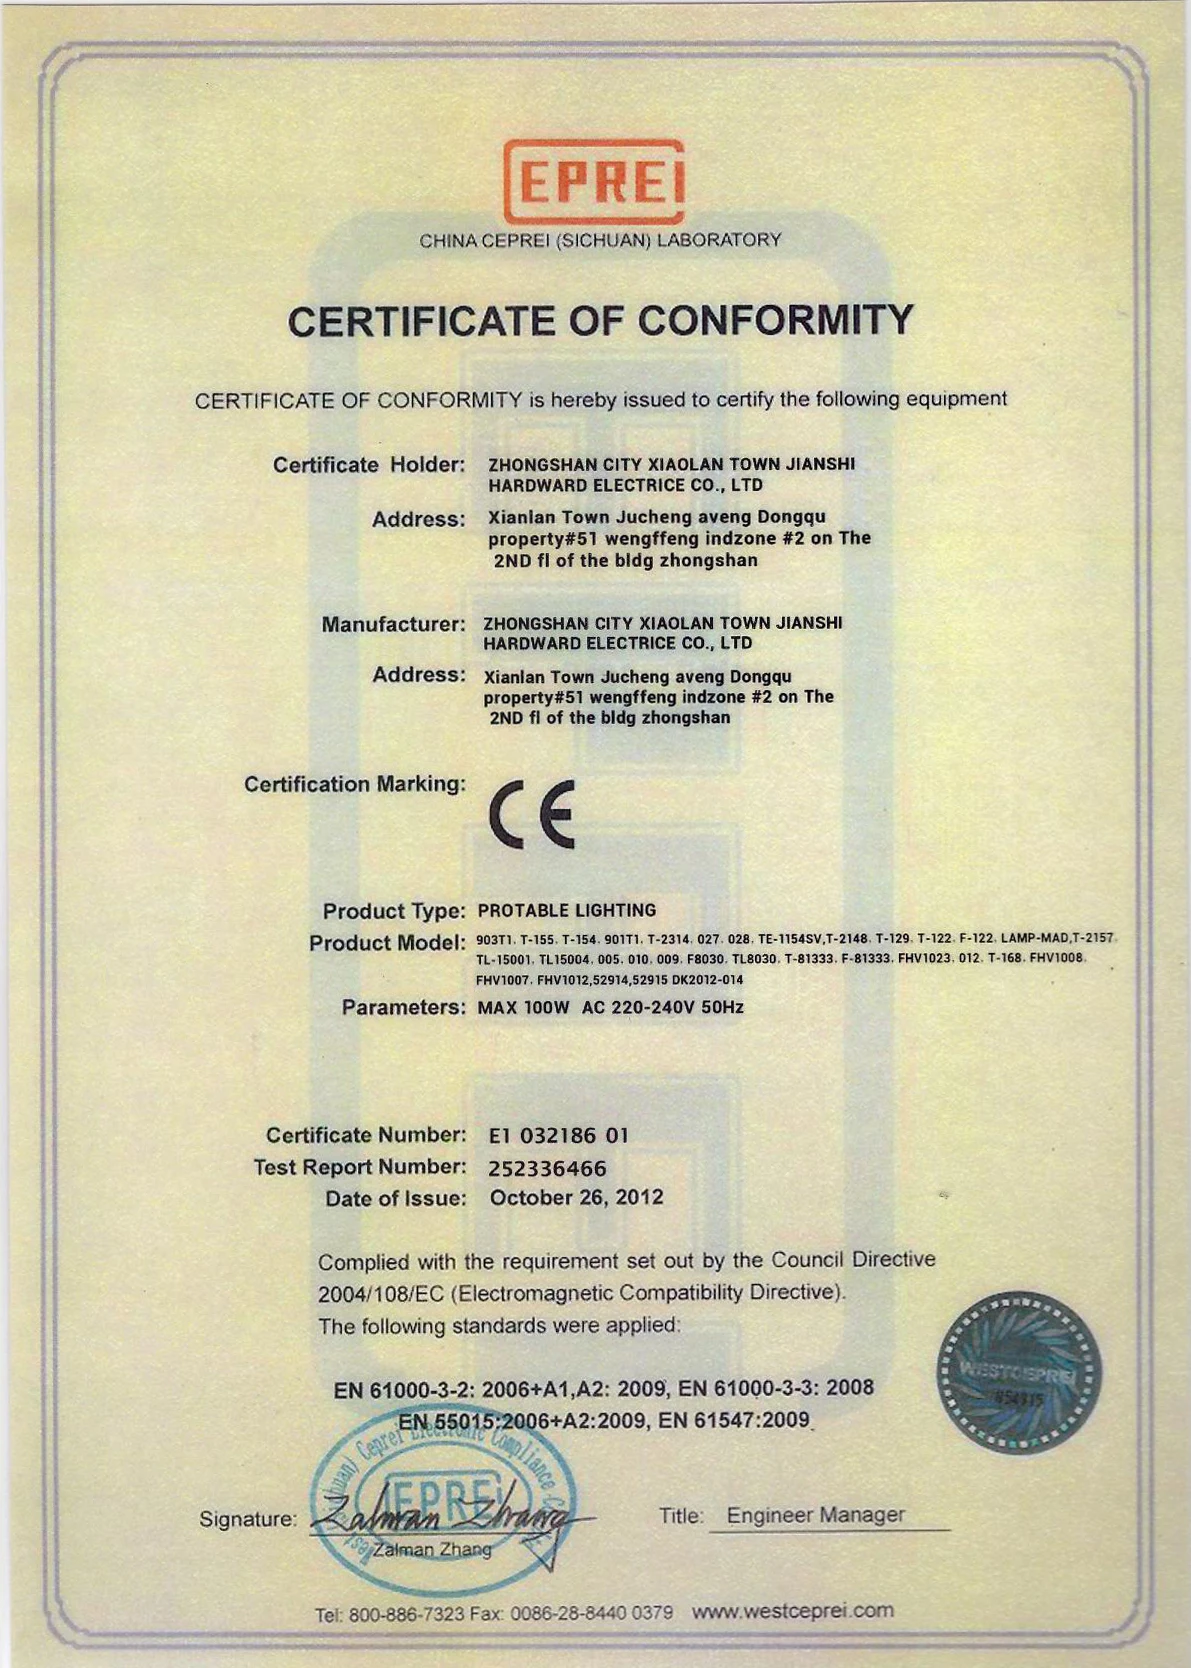 EPREI
CHINA CEPREI (SICHUAN) LABORATORY
CERTIFICATE OF CONFORMITY
CERTIFICATE OF CONFORMITY is hereby issued to certify the following equipment
Certificate Holder: ZHONGSHAN CITY XIAOLAN TOWN JIANSHI
HARDWARD ELECTRICE CO., LTD
Address: Xianlan Town Jucheng aveng Dongqu
property#51 wengffeng indzone #2 on The
2ND fl of the bldg zhongshan
Manufacturer: ZHONGSHAN CITY XIAOLAN TOWN JIANSHI
HARDWARD ELECTRICE CO., LTD
Address: Xianlan Town Jucheng aveng Dongqu
property#51 wengffeng indzone #2 on The
2ND fl of the bldg zhongshan
Certification Marking: CE
Product Type: PROTABLE LIGHTING
Product Model: 903T1. T-155. T-154. 901T1. T-2314. 027. 028. TE-1154SV,T-2148. T-129. T-122. F-122. LAMP-MAD,T-2157.
TL-15001. TL15004. 005. 010. 009. F8030. TL8030. T-81333. F-81333. FHV1023. 012. T-168. FHV1008.
FHV1007. FHV1012,52914,52915 DK2012-014
Parameters: MAX 100W AC 220-240V 50Hz
Certificate Number: E1 032186 01
Test Report Number: 252336466
Date of Issue: October 26, 2012
Complied with the requirement set out by the Council Directive
2004/108/EC (Electromagnetic Compatibility Directive).
The following standards were applied:
EN 61000-3-2: 2006+A1,A2: 2009, EN 61000-3-3: 2008
EN 55015:2006+A2:2009, EN 61547:2009
WESTCEPREI
Ceprei Electronic Compliance
EPREI
Signature: Zalman Zhang
Zalman Zhang
Title: Engineer Manager
Tel: 800-886-7323 Fax: 0086-28-8440 0379 www.westceprei.com